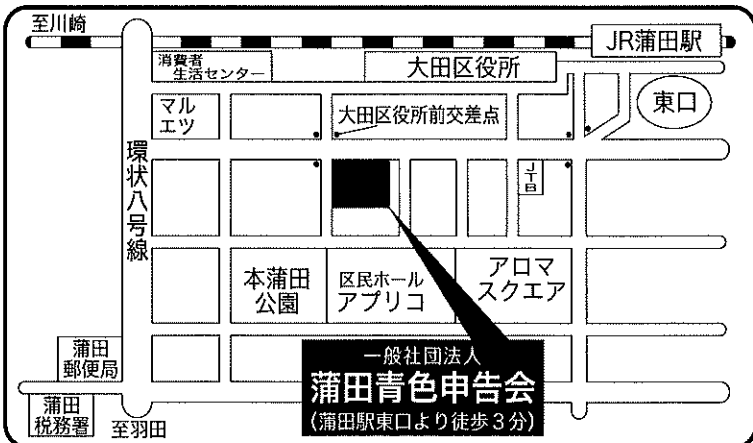 至川崎
JR蒲田駅
消費者
生活センター
大田区役所
東口
マル
エツ
大田区役所前交差点
JTB
環状八号線
本蒲田
公園
区民ホール
アプリコ
アロマ
スクエア
蒲田
郵便局
一般社団法人
蒲田青色申告会
(蒲田駅東口より徒歩3分)
蒲田
税務署
至羽田